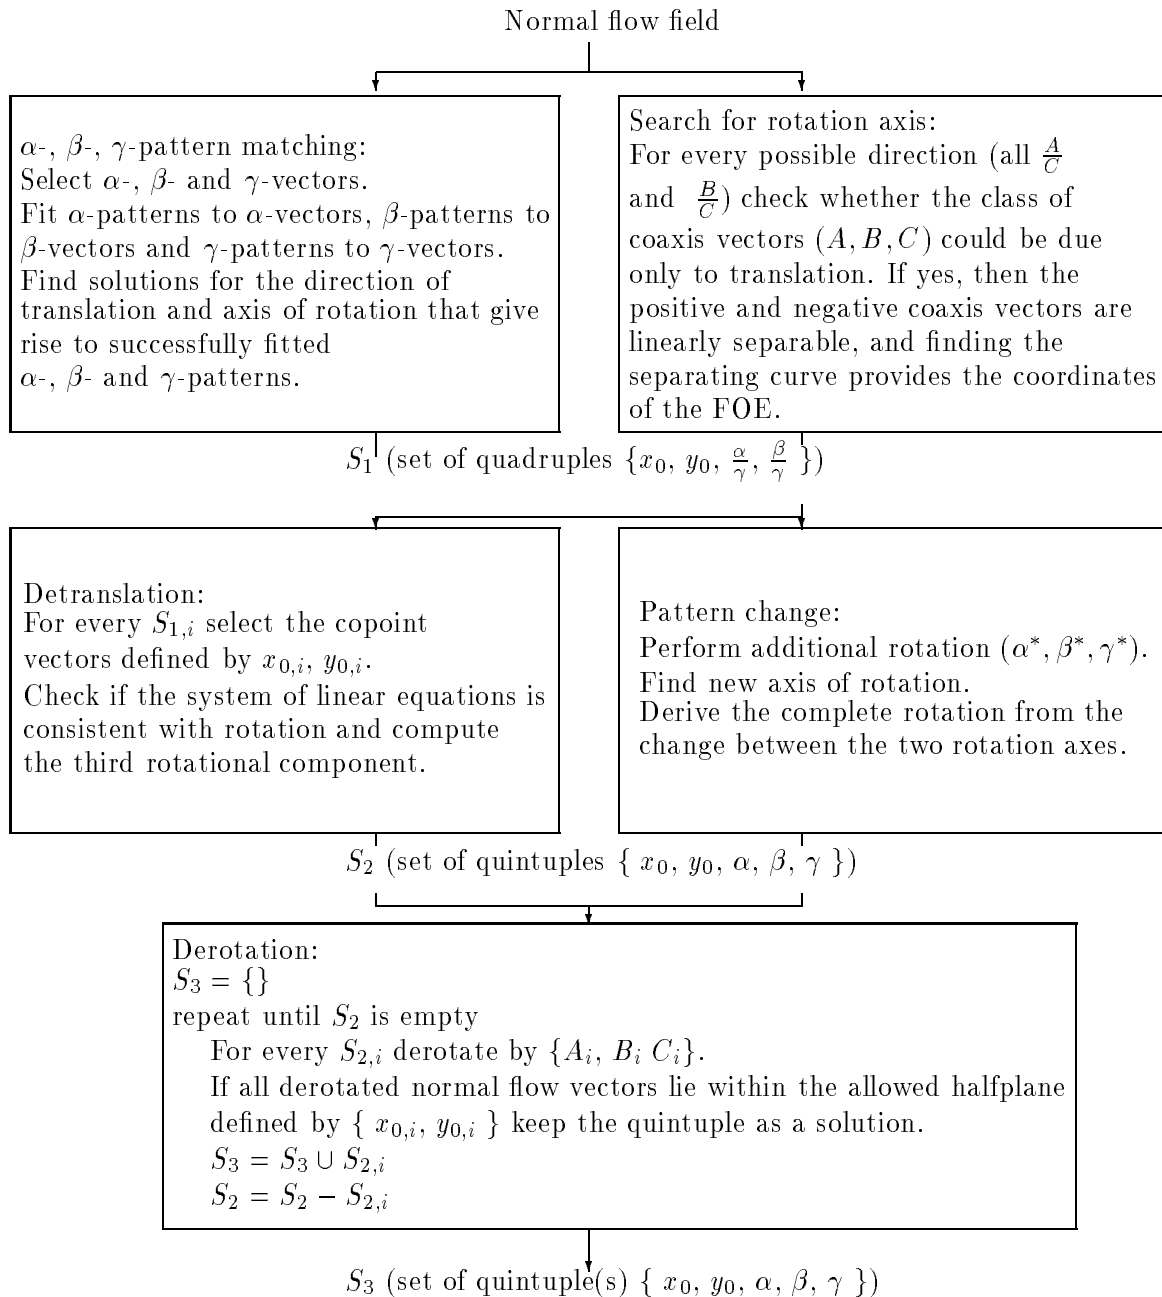 Normal flow field
α-, β-, γ-pattern matching:
Select α-, β- and γ-vectors.
Fit α-patterns to α-vectors, β-patterns to
β-vectors and γ-patterns to γ-vectors.
Find solutions for the direction of
translation and axis of rotation that give
rise to successfully fitted
α-, β- and γ-patterns.
Search for rotation axis:
For every possible direction (all A/C
and B/C) check whether the class of
coaxis vectors (A, B, C) could be due
only to translation. If yes, then the
positive and negative coaxis vectors are
linearly separable, and finding the
separating curve provides the coordinates
of the FOE.
S₁ (set of quadruples {x₀, y₀, α/γ, β/γ })
Detranslation:
For every S₁,ᵢ select the copoint
vectors defined by x₀,ᵢ, y₀,ᵢ.
Check if the system of linear equations is
consistent with rotation and compute
the third rotational component.
Pattern change:
Perform additional rotation (α*, β*, γ*).
Find new axis of rotation.
Derive the complete rotation from the
change between the two rotation axes.
S₂ (set of quintuples { x₀, y₀, α, β, γ })
Derotation:
S₃ = {}
repeat until S₂ is empty
For every S₂,ᵢ derotate by {Aᵢ, Bᵢ Cᵢ}.
If all derotated normal flow vectors lie within the allowed halfplane
defined by { x₀,ᵢ, y₀,ᵢ } keep the quintuple as a solution.
S₃ = S₃ ∪ S₂,ᵢ
S₂ = S₂ − S₂,ᵢ
S₃ (set of quintuple(s) { x₀, y₀, α, β, γ })